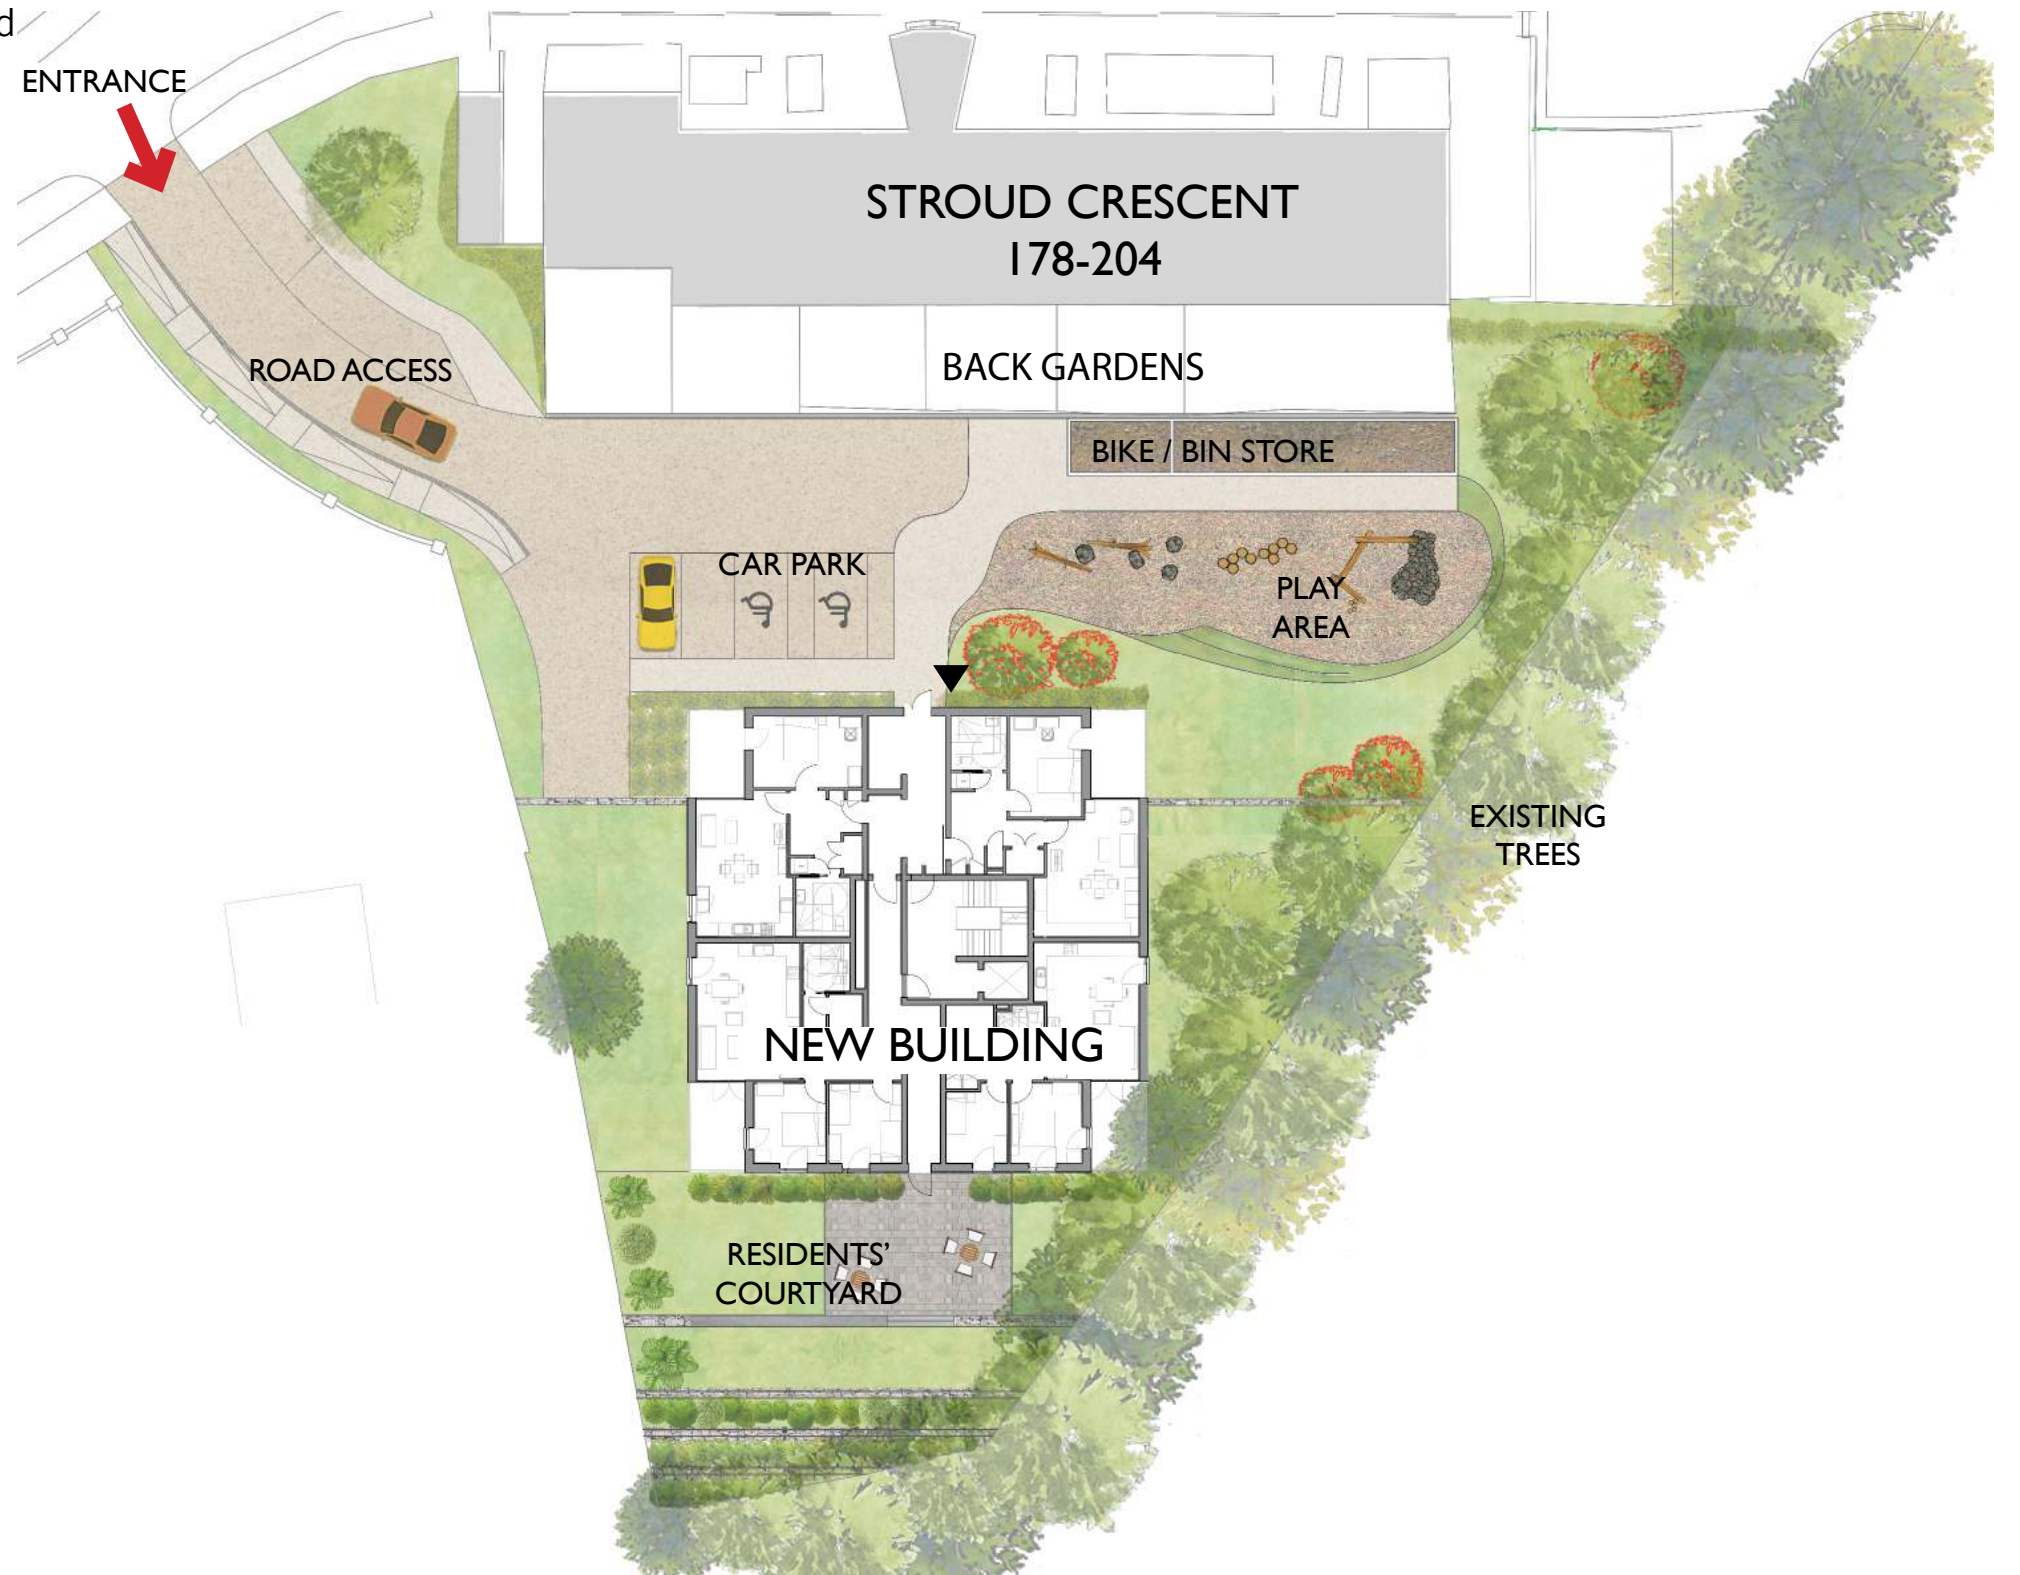 d
ENTRANCE
STROUD CRESCENT
178-204
ROAD ACCESS
BACK GARDENS
BIKE / BIN STORE
CAR PARK
PLAY
AREA
EXISTING
TREES
NEW BUILDING
RESIDENTS'
COURTYARD